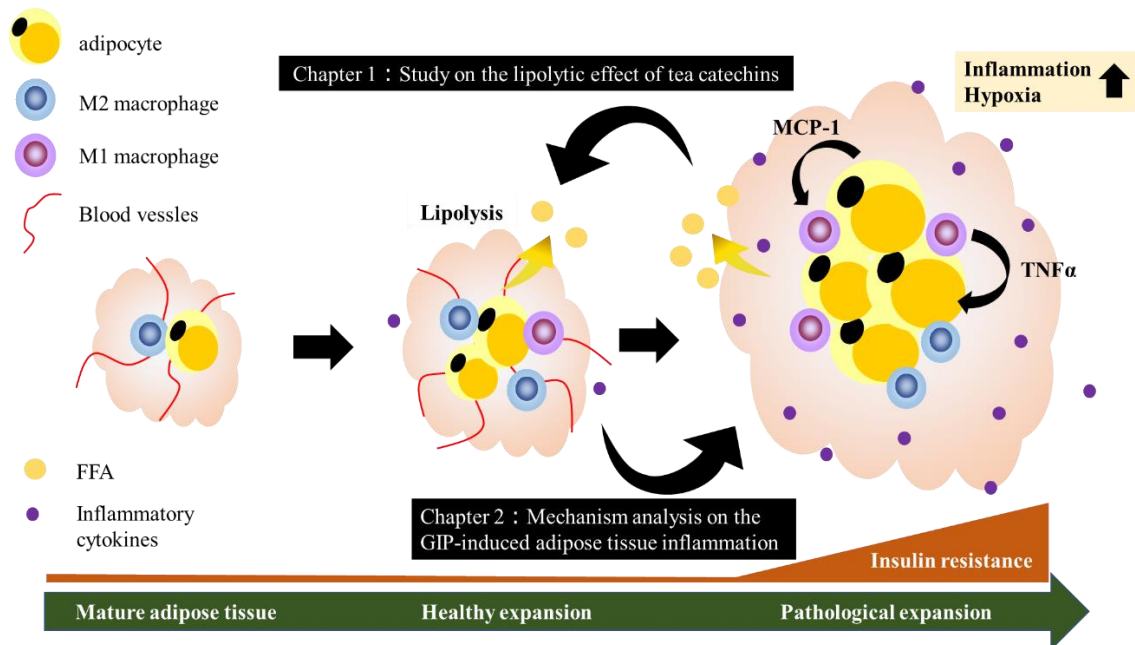 adipocyte
M2 macrophage
M1 macrophage
Blood vessles
Chapter 1：Study on the lipolytic effect of tea catechins
Inflammation
Hypoxia
MCP-1
Lipolysis
TNFα
FFA
Inflammatory
cytokines
Chapter 2：Mechanism analysis on the
GIP-induced adipose tissue inflammation
Insulin resistance
Mature adipose tissue
Healthy expansion
Pathological expansion